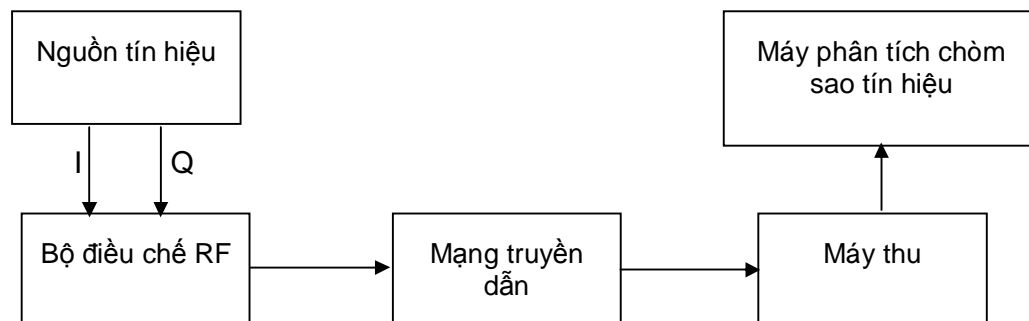 Nguồn tín hiệu
Máy phân tích chòm
sao tín hiệu
I
Q
Bộ điều chế RF
Mạng truyền
dẫn
Máy thu